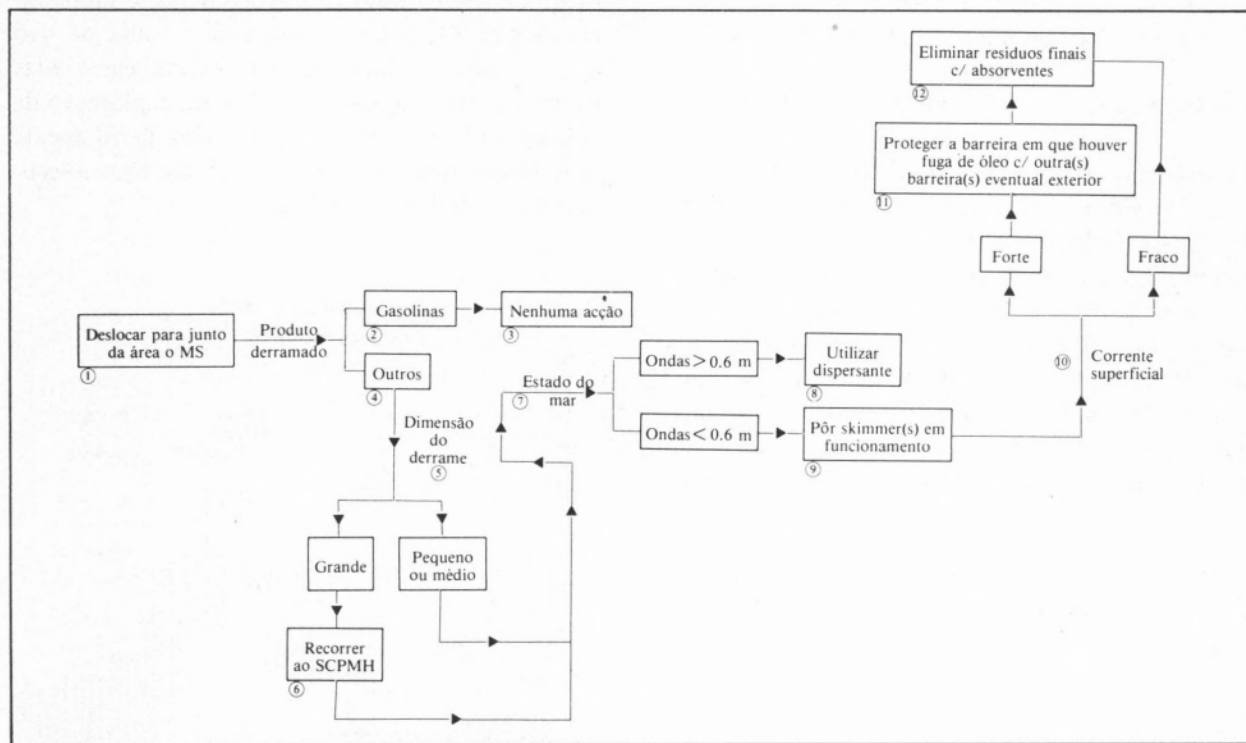 Deslocar para junto
da área o MS
①
Produto
derramado
Gasolinas
②
Nenhuma acção
③
Outros
④
Dimensão
do
derrame
⑤
Grande
Pequeno
ou médio
Recorrer
ao SCPMH
⑥
Estado do
mar
⑦
Ondas > 0.6 m
Utilizar
dispersante
⑧
Ondas < 0.6 m
Pôr skimmer(s) em
funcionamento
⑨
⑩
Corrente
superficial
Forte
Fraco
Proteger a barreira em que houver
fuga de óleo c/ outra(s)
barreira(s) eventual exterior
⑪
Eliminar resíduos finais
c/ absorventes
⑫